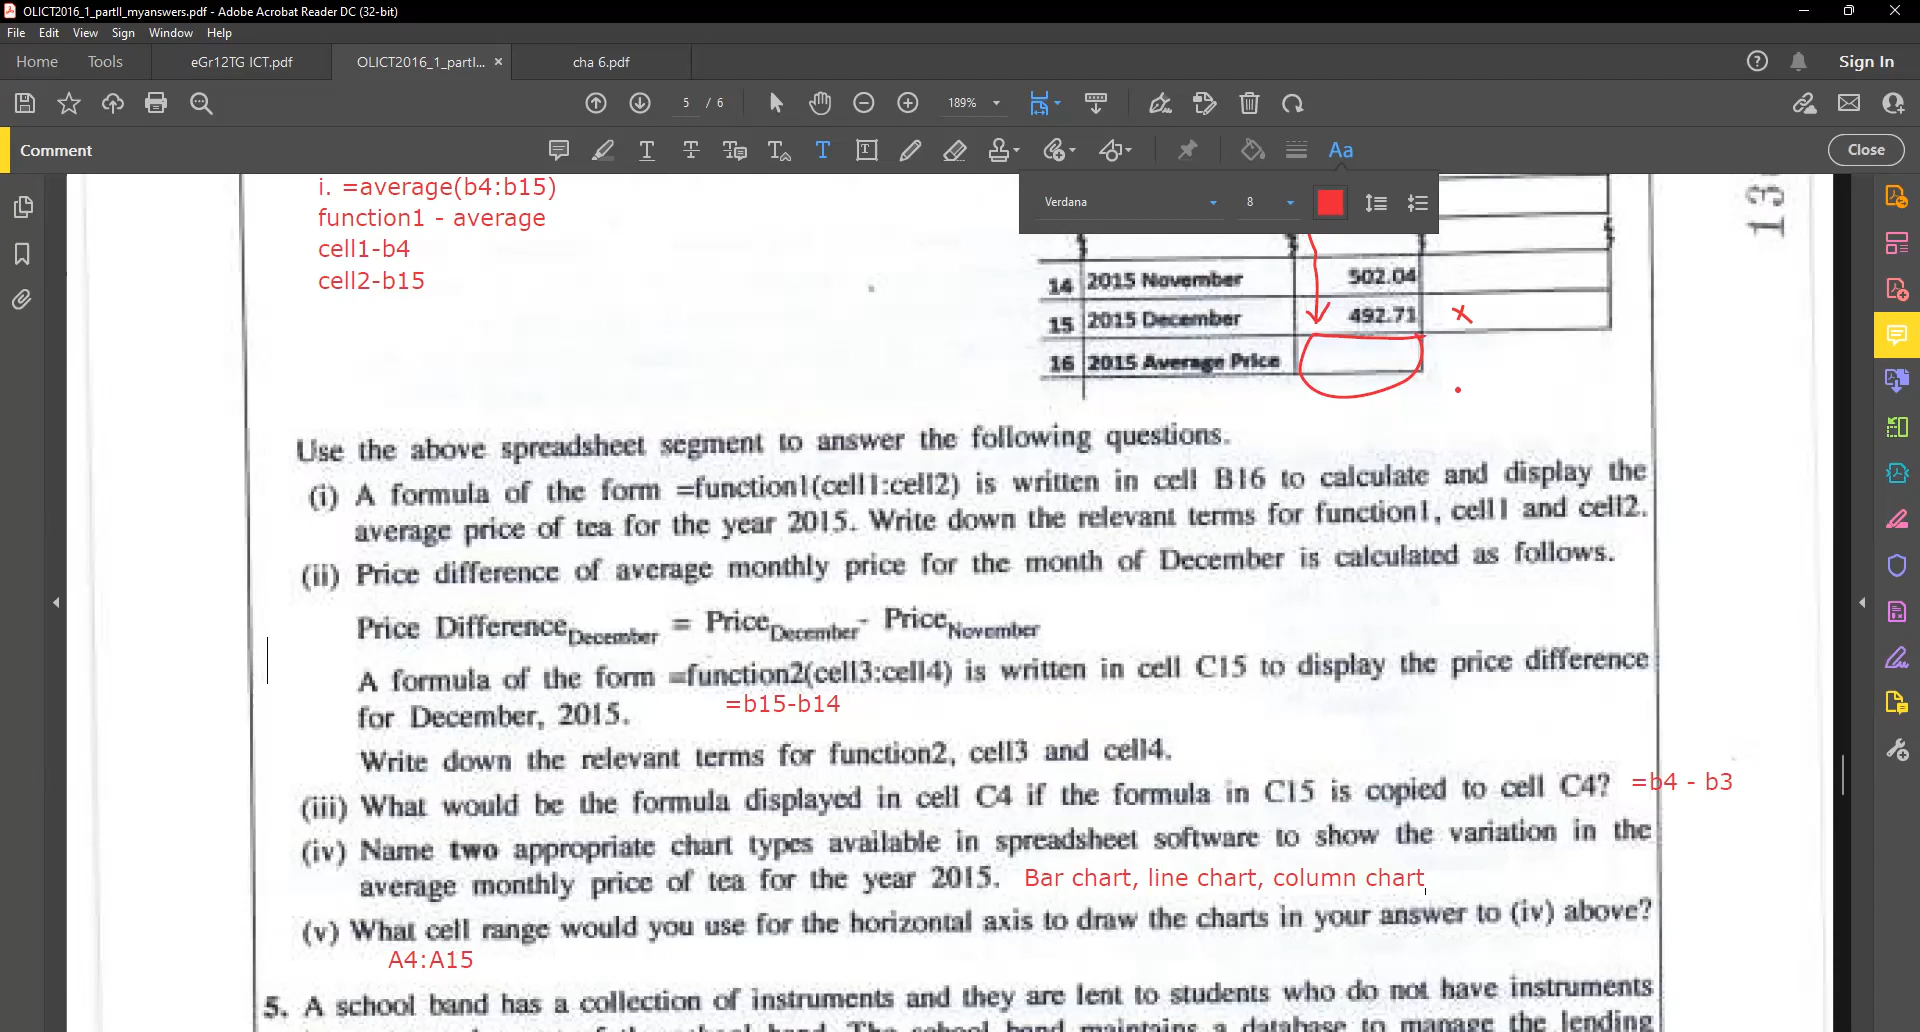 OLICT2016_1_partII_myanswers.pdf - Adobe Acrobat Reader DC (32-bit)
File Edit View Sign Window Help
Home Tools eGr12TG ICT.pdf OLICT2016_1_partI... × cha 6.pdf Sign In
5 / 6 189%
Comment Close
Verdana 8
i. =average(b4:b15)
function1 - average
cell1-b4
cell2-b15
13
14 2015 November 502.04
15 2015 December 492.71 x
16 2015 Average Price
Use the above spreadsheet segment to answer the following questions.
(i) A formula of the form =function1(cell1:cell2) is written in cell B16 to calculate and display the
average price of tea for the year 2015. Write down the relevant terms for function1, cell1 and cell2.
(ii) Price difference of average monthly price for the month of December is calculated as follows.
Price Difference December = Price December - Price November
A formula of the form =function2(cell3:cell4) is written in cell C15 to display the price difference
=b15-b14
for December, 2015.
Write down the relevant terms for function2, cell3 and cell4.
(iii) What would be the formula displayed in cell C4 if the formula in C15 is copied to cell C4? =b4 - b3
(iv) Name two appropriate chart types available in spreadsheet software to show the variation in the
average monthly price of tea for the year 2015. Bar chart, line chart, column chart
(v) What cell range would you use for the horizontal axis to draw the charts in your answer to (iv) above?
A4:A15
5. A school band has a collection of instruments and they are lent to students who do not have instruments
The school band maintains a database to manage the lending